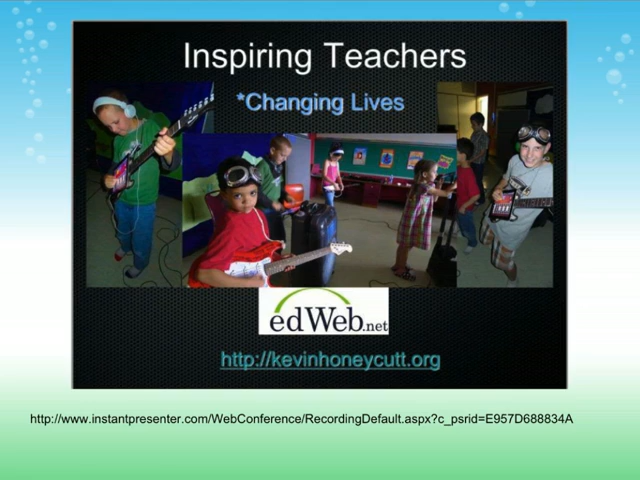 Inspiring Teachers
*Changing Lives
edWeb.net
http://kevinhoneycutt.org
http://www.instantpresenter.com/WebConference/RecordingDefault.aspx?c_psrid=E957D688834A